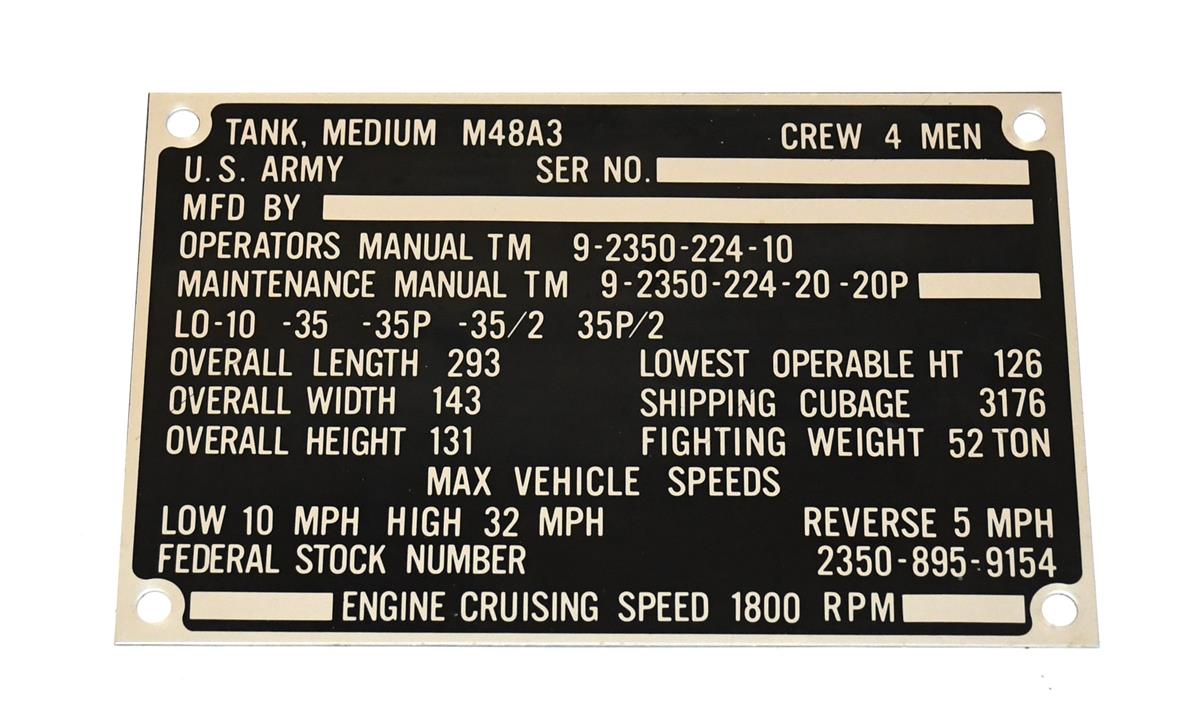 TANK, MEDIUM M48A3 CREW 4 MEN
U.S. ARMY SER NO.
MFD BY
OPERATORS MANUAL TM 9-2350-224-10
MAINTENANCE MANUAL TM 9-2350-224-20 -20P
LO-10 -35 -35P -35/2 35P/2
OVERALL LENGTH 293 LOWEST OPERABLE HT 126
OVERALL WIDTH 143 SHIPPING CUBAGE 3176
OVERALL HEIGHT 131 FIGHTING WEIGHT 52 TON
MAX VEHICLE SPEEDS
LOW 10 MPH HIGH 32 MPH REVERSE 5 MPH
FEDERAL STOCK NUMBER 2350-895-9154
ENGINE CRUISING SPEED 1800 RPM